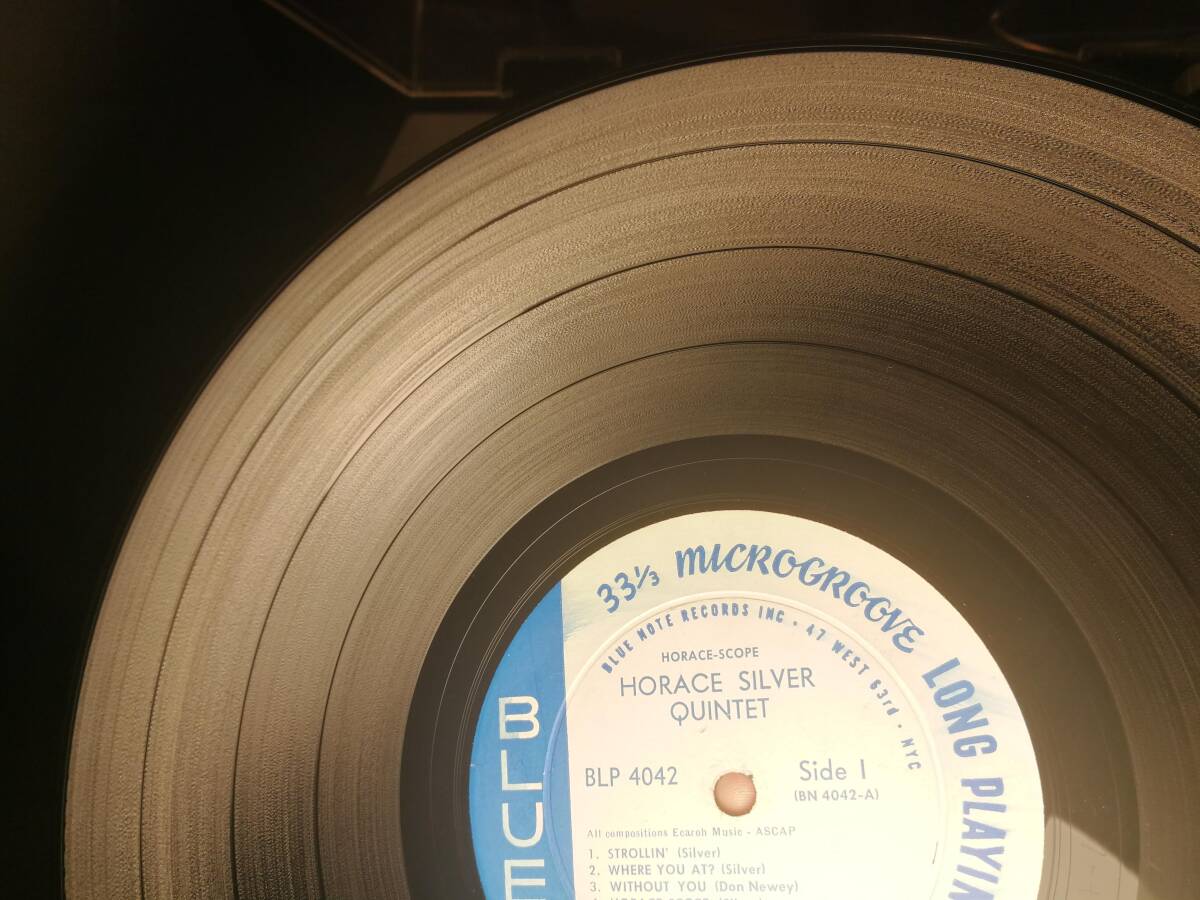 33⅓ MICROGROOVE LONG PLAYIN
BLUE NOTE RECORDS INC • 47 WEST 63rd • NYC
HORACE-SCOPE
HORACE SILVER
QUINTET
BLUE
BLP 4042
Side 1
(BN 4042-A)
All compositions Ecaroh Music - ASCAP
1. STROLLIN' (Silver)
2. WHERE YOU AT? (Silver)
3. WITHOUT YOU (Don Newey)